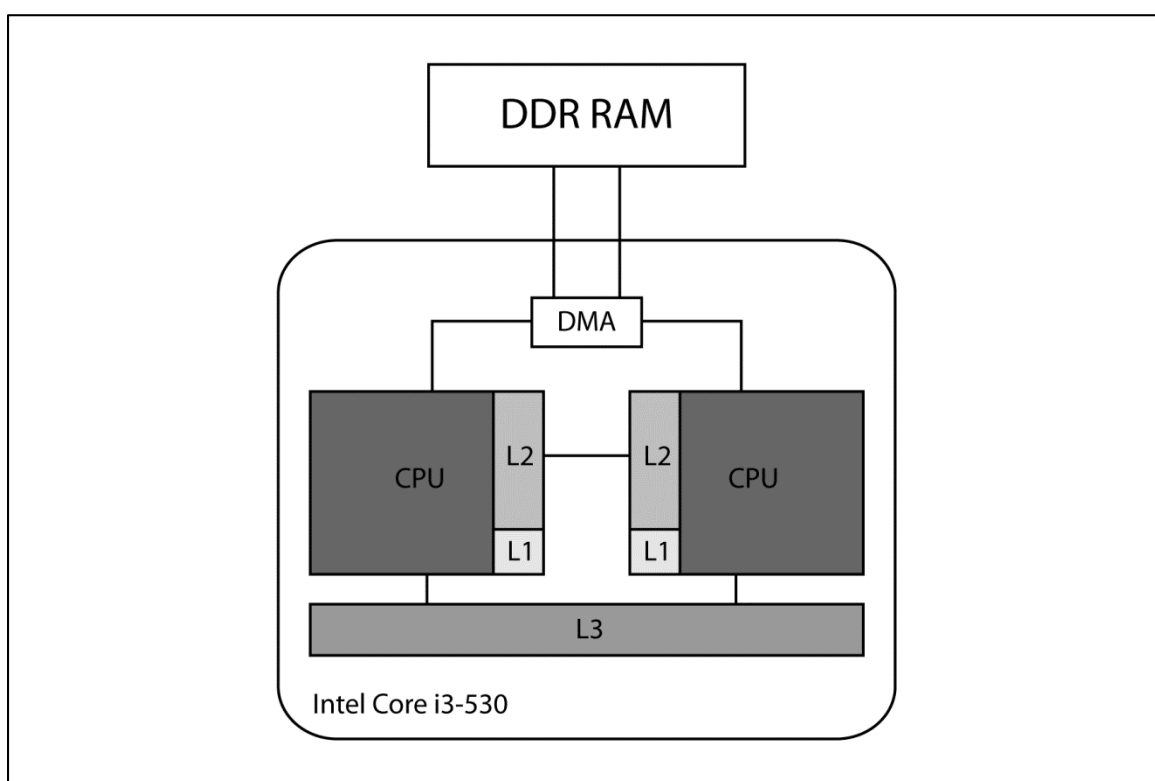 DDR RAM
DMA
CPU
L2
L1
L2
L1
CPU
L3
Intel Core i3-530